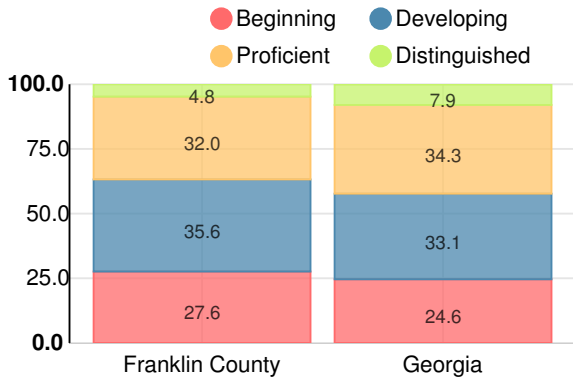 Beginning
Developing
Proficient
Distinguished
100.0
75.0
50.0
25.0
0.0
4.8
32.0
35.6
27.6
7.9
34.3
33.1
24.6
Franklin County
Georgia